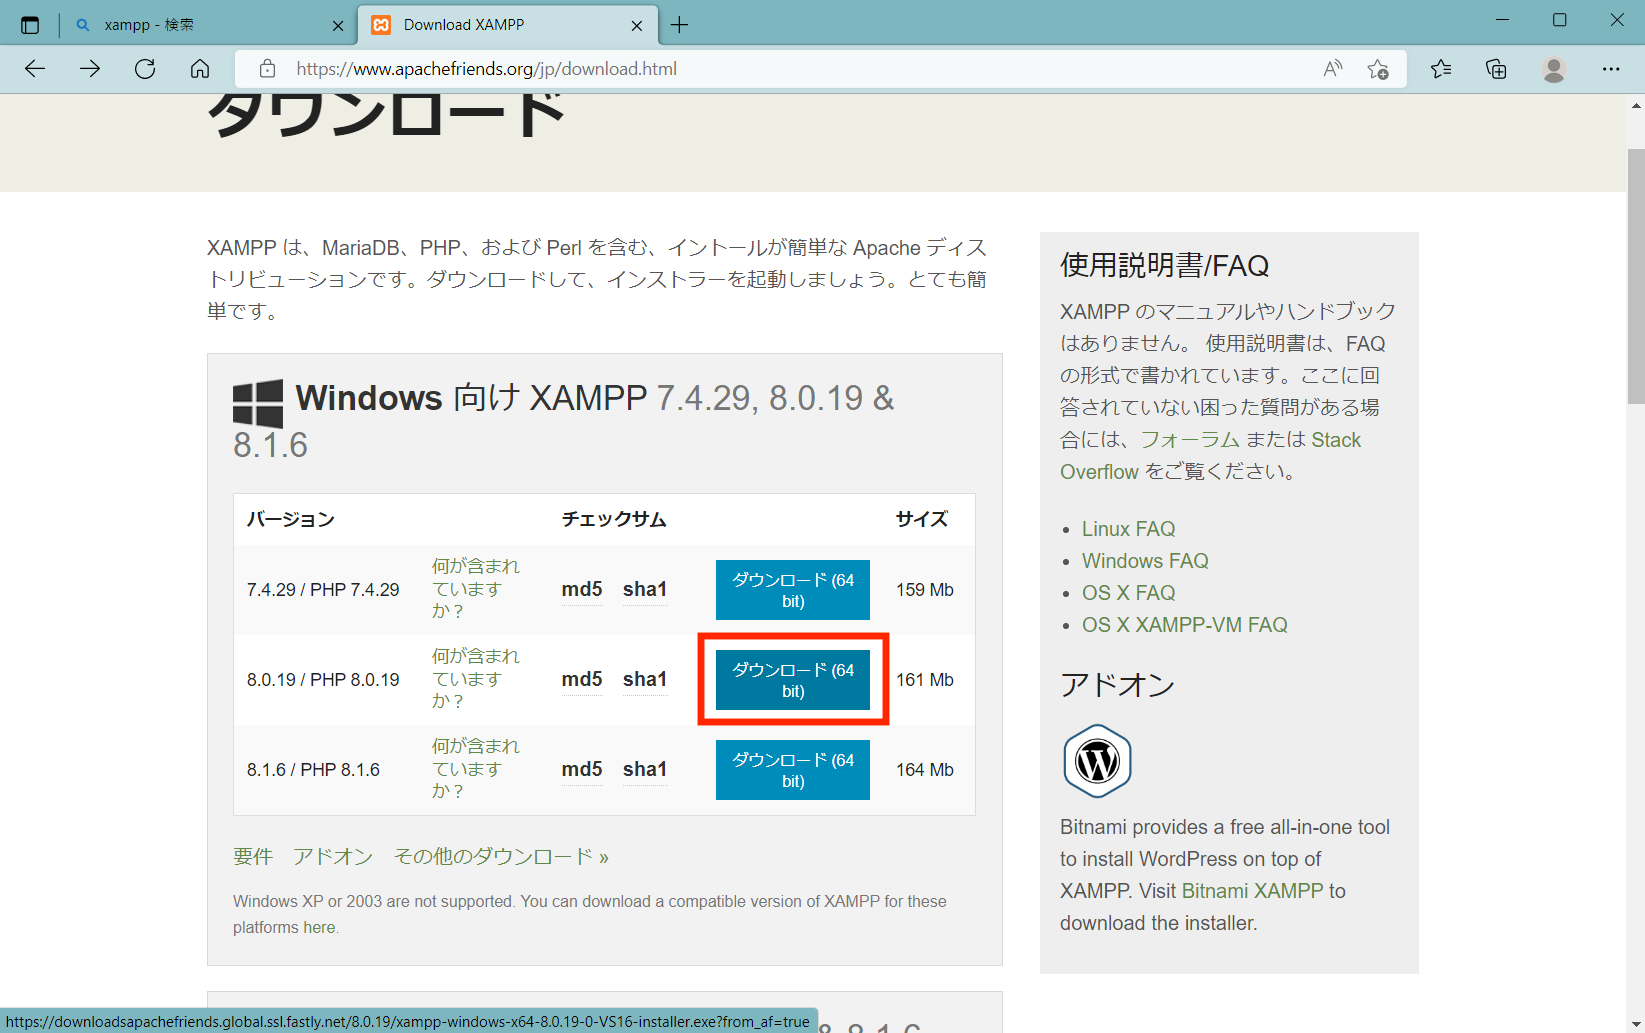 xampp - 検索
Download XAMPP
https://www.apachefriends.org/jp/download.html
ダウンロード
XAMPP は、MariaDB、PHP、および Perl を含む、イントールが簡単な Apache ディス
トリビューションです。ダウンロードして、インストラーを起動しましょう。とても簡
単です。
Windows 向け XAMPP 7.4.29, 8.0.19 &
8.1.6
バージョン チェックサム サイズ
7.4.29 / PHP 7.4.29
何が含まれ
ています
か？
md5 sha1
ダウンロード (64
bit)
159 Mb
8.0.19 / PHP 8.0.19
何が含まれ
ています
か？
md5 sha1
ダウンロード (64
bit)
161 Mb
8.1.6 / PHP 8.1.6
何が含まれ
ています
か？
md5 sha1
ダウンロード (64
bit)
164 Mb
要件 アドオン その他のダウンロード »
Windows XP or 2003 are not supported. You can download a compatible version of XAMPP for these
platforms here.
使用説明書/FAQ
XAMPP のマニュアルやハンドブック
はありません。 使用説明書は、FAQ
の形式で書かれています。ここに回
答されていない困った質問がある場
合には、フォーラム または Stack
Overflow をご覧ください。
• Linux FAQ
• Windows FAQ
• OS X FAQ
• OS X XAMPP-VM FAQ
アドオン
Bitnami provides a free all-in-one tool
to install WordPress on top of
XAMPP. Visit Bitnami XAMPP to
download the installer.
https://downloadsapachefriends.global.ssl.fastly.net/8.0.19/xampp-windows-x64-8.0.19-0-VS16-installer.exe?from_af=true